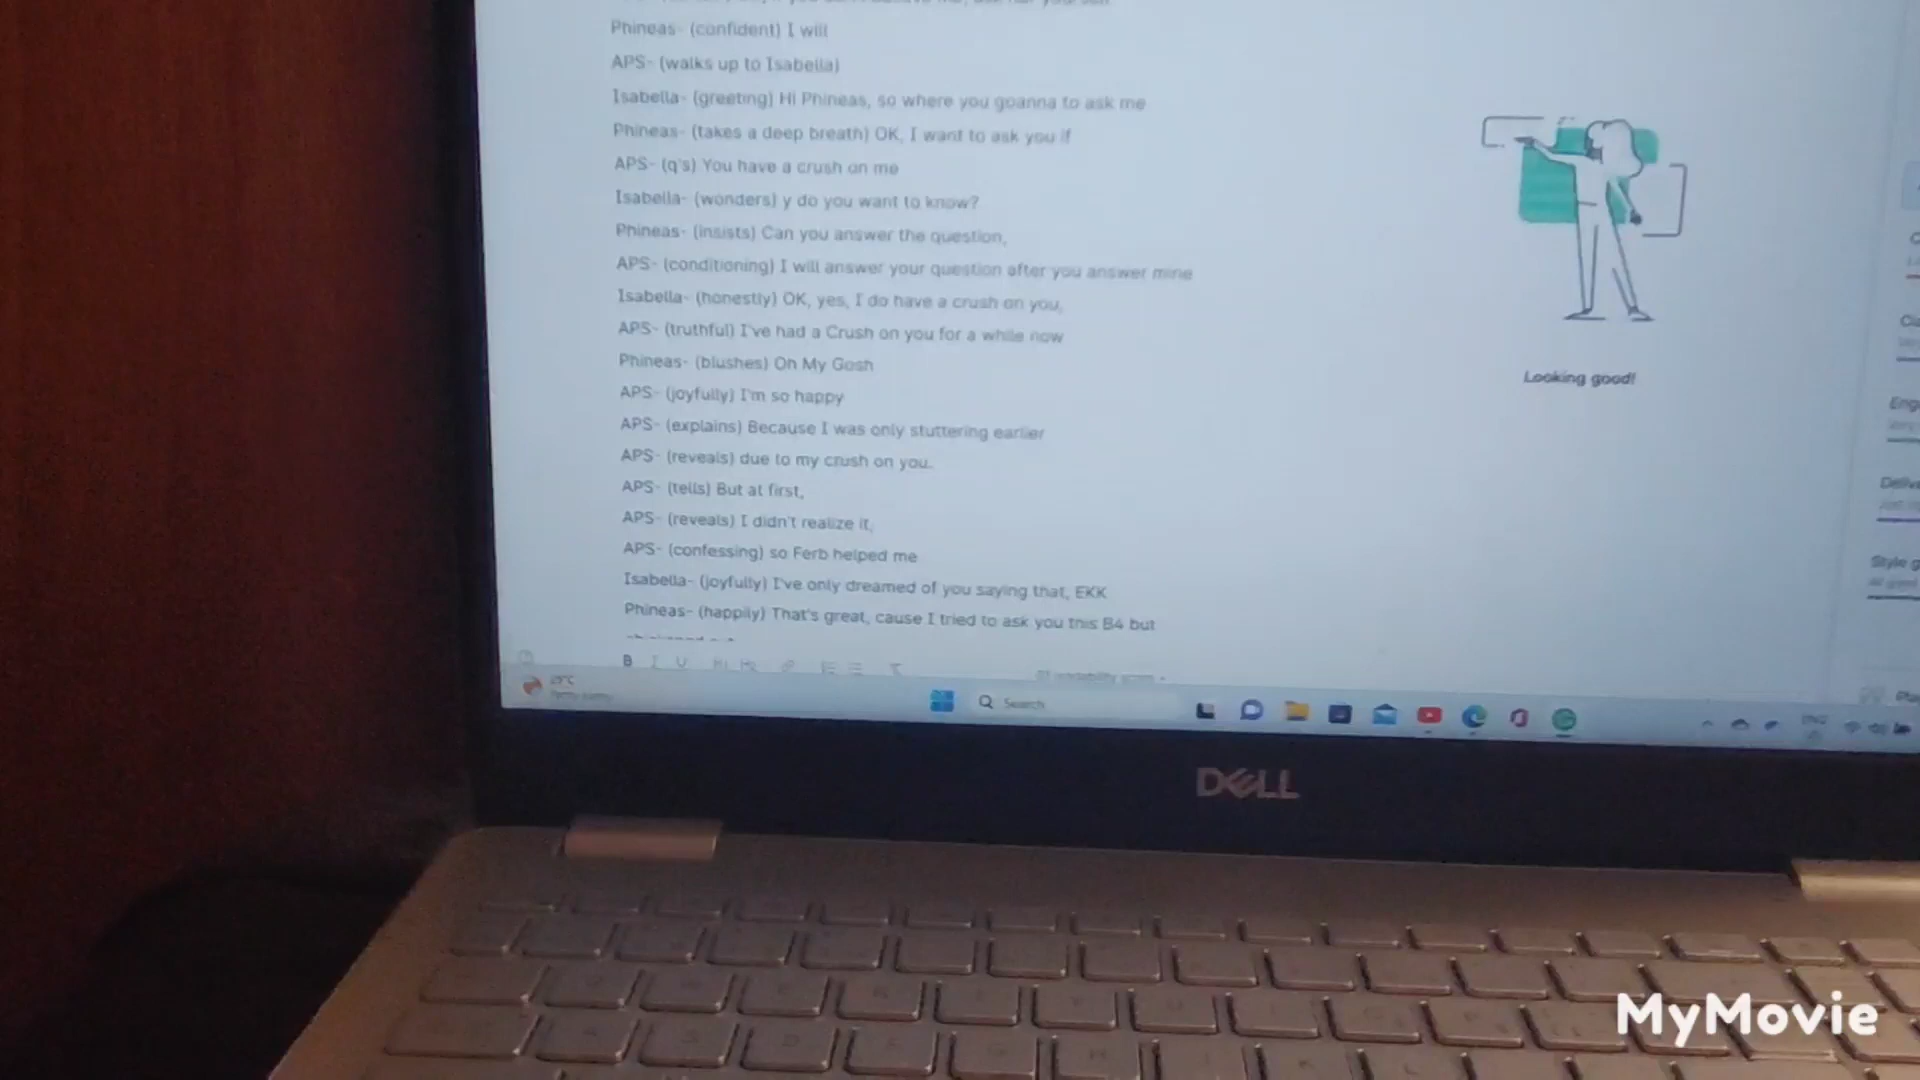 Phineas- (confident) I will
APS- (walks up to Isabella)
Isabella- (greeting) Hi Phineas, so where you goanna to ask me
Phineas- (takes a deep breath) OK, I want to ask you if
APS- (q's) You have a crush on me
Isabella- (wonders) y do you want to know?
Phineas- (insists) Can you answer the question,
APS- (conditioning) I will answer your question after you answer mine
Isabella- (honestly) OK, yes, I do have a crush on you,
APS- (truthful) I've had a Crush on you for a while now
Phineas- (blushes) Oh My Gosh
APS- (joyfully) I'm so happy
APS- (explains) Because I was only stuttering earlier
APS- (reveals) due to my crush on you.
APS- (tells) But at first,
APS- (reveals) I didn't realize it,
APS- (confessing) so Ferb helped me
Isabella- (joyfully) I've only dreamed of you saying that, EKK
Phineas- (happily) That's great, cause I tried to ask you this B4 but
Looking good!
B I U H1 H2
Search
ENG
DELL
MyMovie